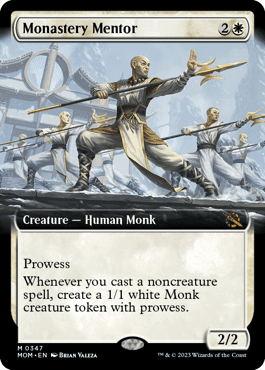 Monastery Mentor 2
Creature — Human Monk
Prowess
Whenever you cast a noncreature
spell, create a 1/1 white Monk
creature token with prowess.
2/2
M 0347
MOM • EN BRIAN VALEZA
™ & © 2023 Wizards of the Coast